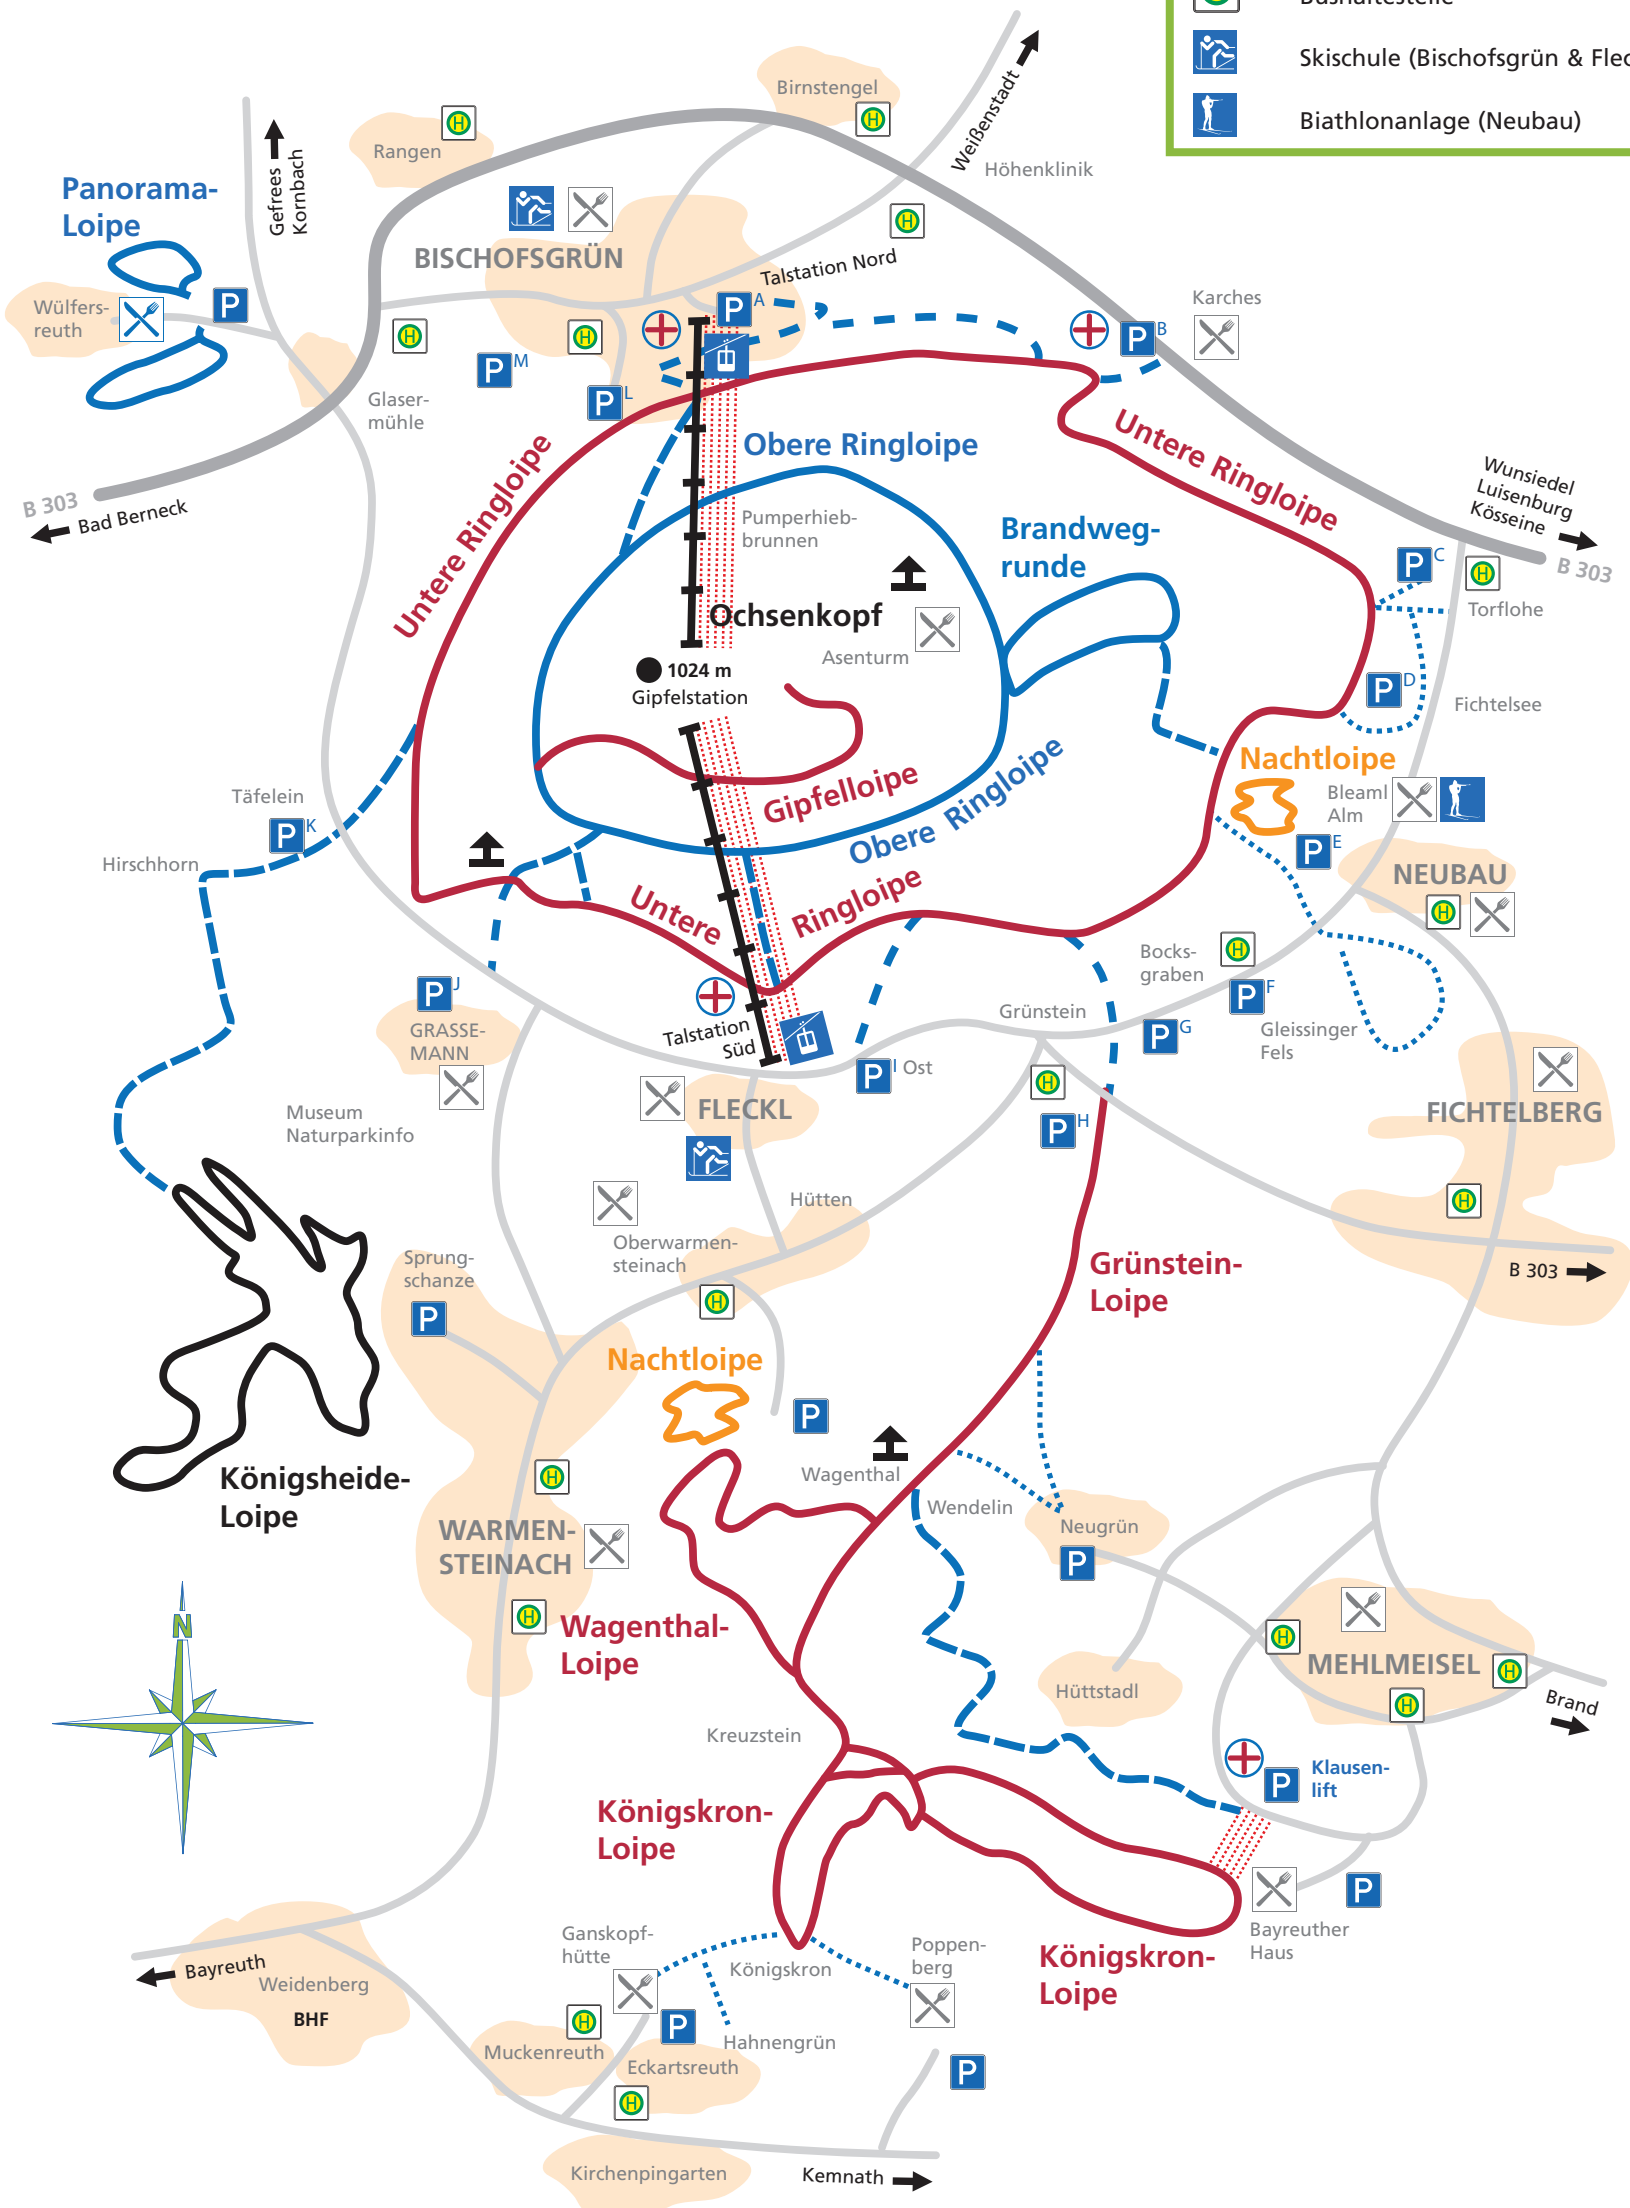 Bushaltestelle
Skischule (Bischofsgrün & Flec
Biathlonanlage (Neubau)
Birnstengel
H
Rangen
H
Weißenstadt
Höhenklinik
Gefrees
Kornbach
Panorama-
Loipe
BISCHOFSGRÜN
H
Talstation Nord
Wülfers-
reuth
P
P A
Karches
P B
H
H
P M
P L
Glaser-
mühle
Obere Ringloipe
Untere Ringloipe
Untere Ringloipe
Wunsiedel
Luisenburg
Kösseine
B 303
Bad Berneck
Pumperhieb-
brunnen
Brandweg-
runde
P C
H
B 303
Torflohe
Ochsenkopf
Asenturm
1024 m
Gipfelstation
P D
Fichtelsee
Nachtloipe
Gipfelloipe
Obere Ringloipe
Bleaml
Alm
P E
Täfelein
P K
Hirschhorn
NEUBAU
H
Untere
Ringloipe
Bocks-
graben
H
P J
GRASSE-
MANN
Talstation
Süd
Grünstein
P F
P G
Gleissinger
Fels
P I Ost
H
P H
FLECKL
FICHTELBERG
Museum
Naturparkinfo
H
Hütten
Oberwarmen-
steinach
H
Sprung-
schanze
P
Grünstein-
Loipe
B 303
Nachtloipe
P
Wagenthal
Königsheide-
Loipe
H
Wendelin
Neugrün
P
WARMEN-
STEINACH
H
N
Wagenthal-
Loipe
H
MEHLMEISEL
H
H
Hüttstadl
Brand
Kreuzstein
P
Klausen-
lift
Königskron-
Loipe
P
Bayreuther
Haus
Ganskopf-
hütte
Königskron
Poppen-
berg
Königskron-
Loipe
Bayreuth
Weidenberg
BHF
H
P
Hahnengrün
Muckenreuth
Eckartsreuth
H
P
Kirchenpingarten
Kemnath